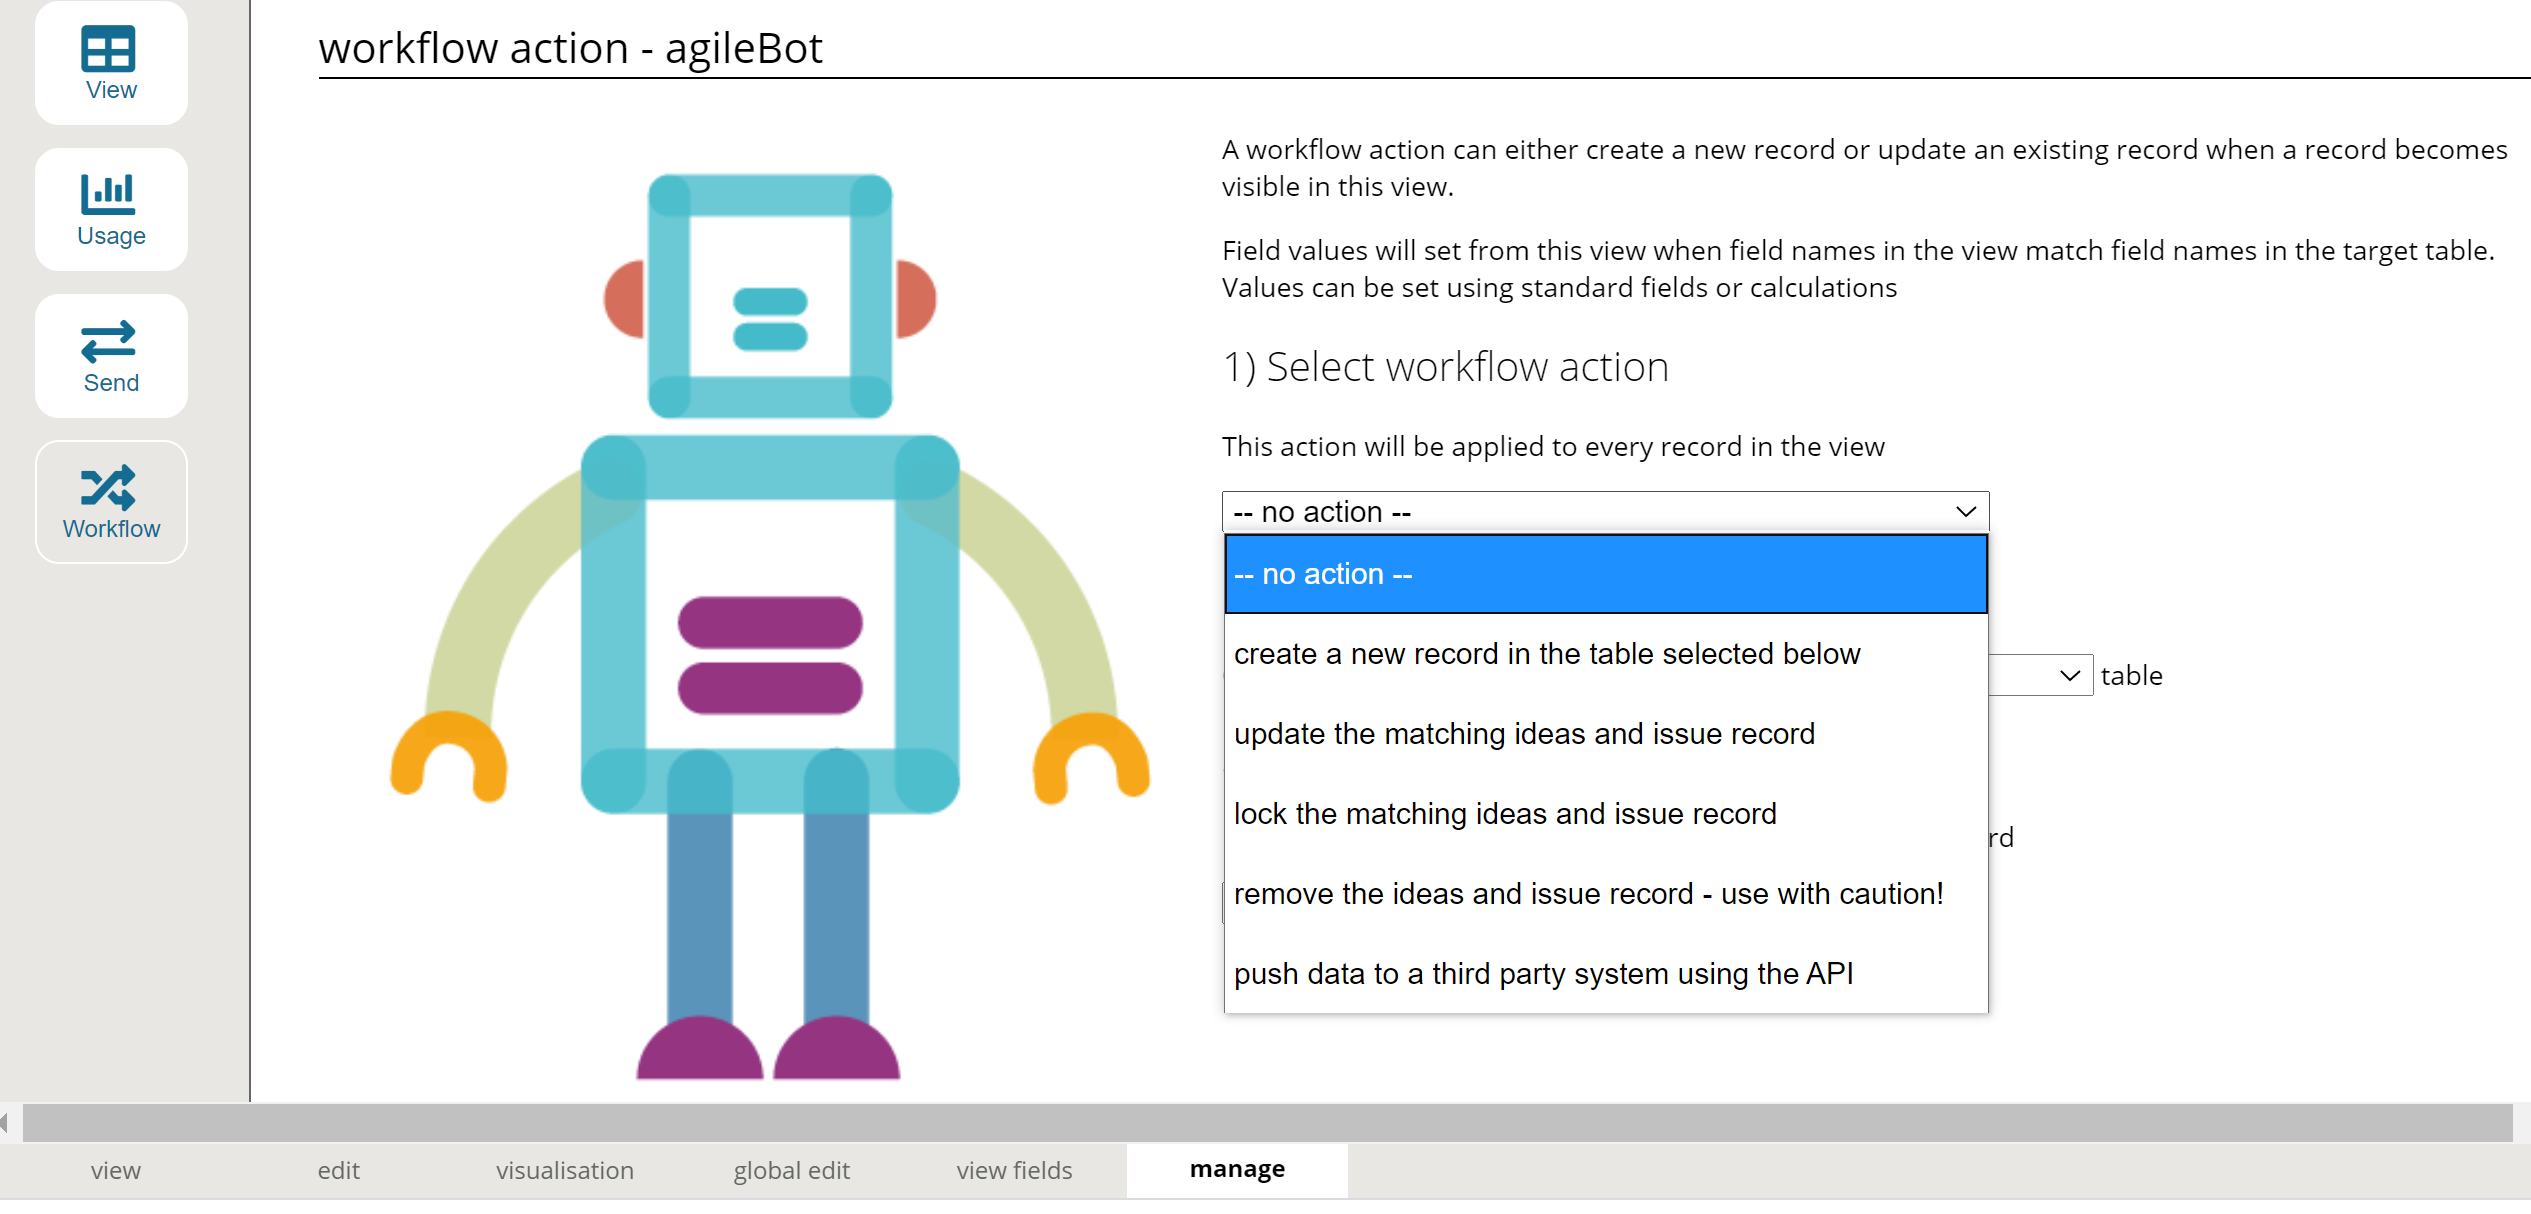 View
Usage
Send
Workflow
workflow action - agileBot
A workflow action can either create a new record or update an existing record when a record becomes
visible in this view.
Field values will set from this view when field names in the view match field names in the target table.
Values can be set using standard fields or calculations
1) Select workflow action
This action will be applied to every record in the view
-- no action --
-- no action --
create a new record in the table selected below
table
update the matching ideas and issue record
lock the matching ideas and issue record
rd
remove the ideas and issue record - use with caution!
push data to a third party system using the API
view edit visualisation global edit view fields manage